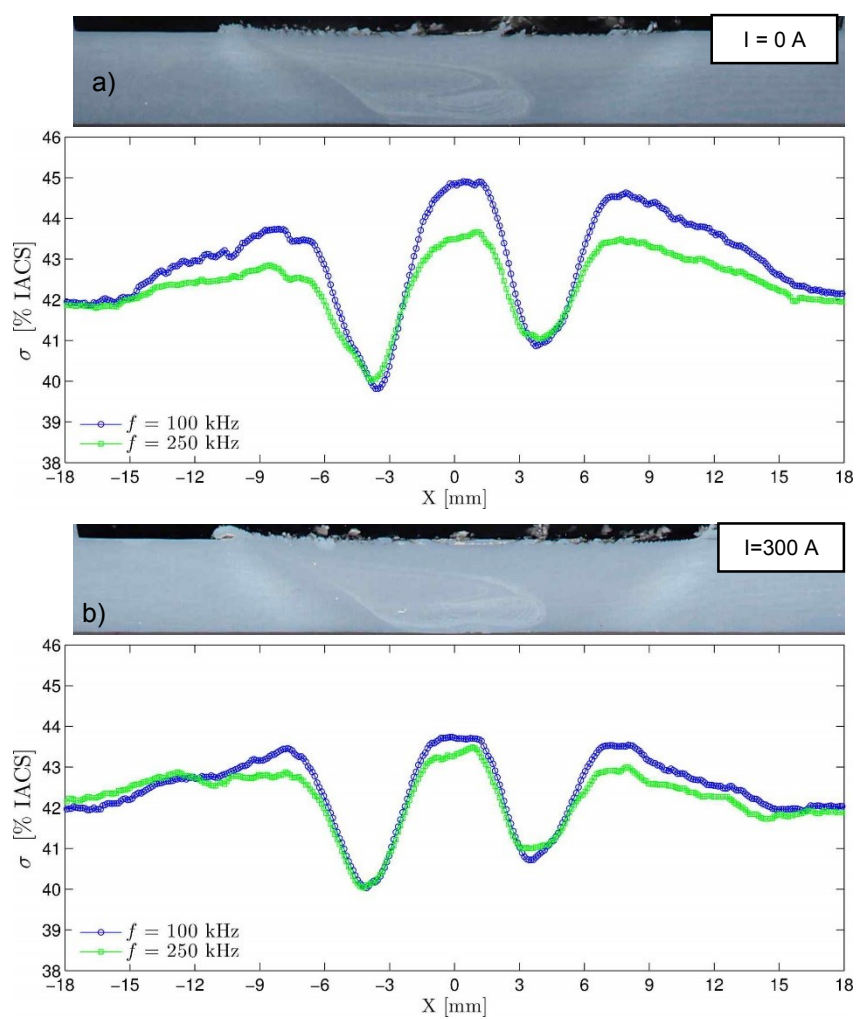 I = 0 A
a)
46
45
44
43
42
41
40
39
38
σ [% IACS]
f = 100 kHz
f = 250 kHz
−18 −15 −12 −9 −6 −3 0 3 6 9 12 15 18
X [mm]
I=300 A
b)
46
45
44
43
42
41
40
39
38
σ [% IACS]
f = 100 kHz
f = 250 kHz
−18 −15 −12 −9 −6 −3 0 3 6 9 12 15 18
X [mm]